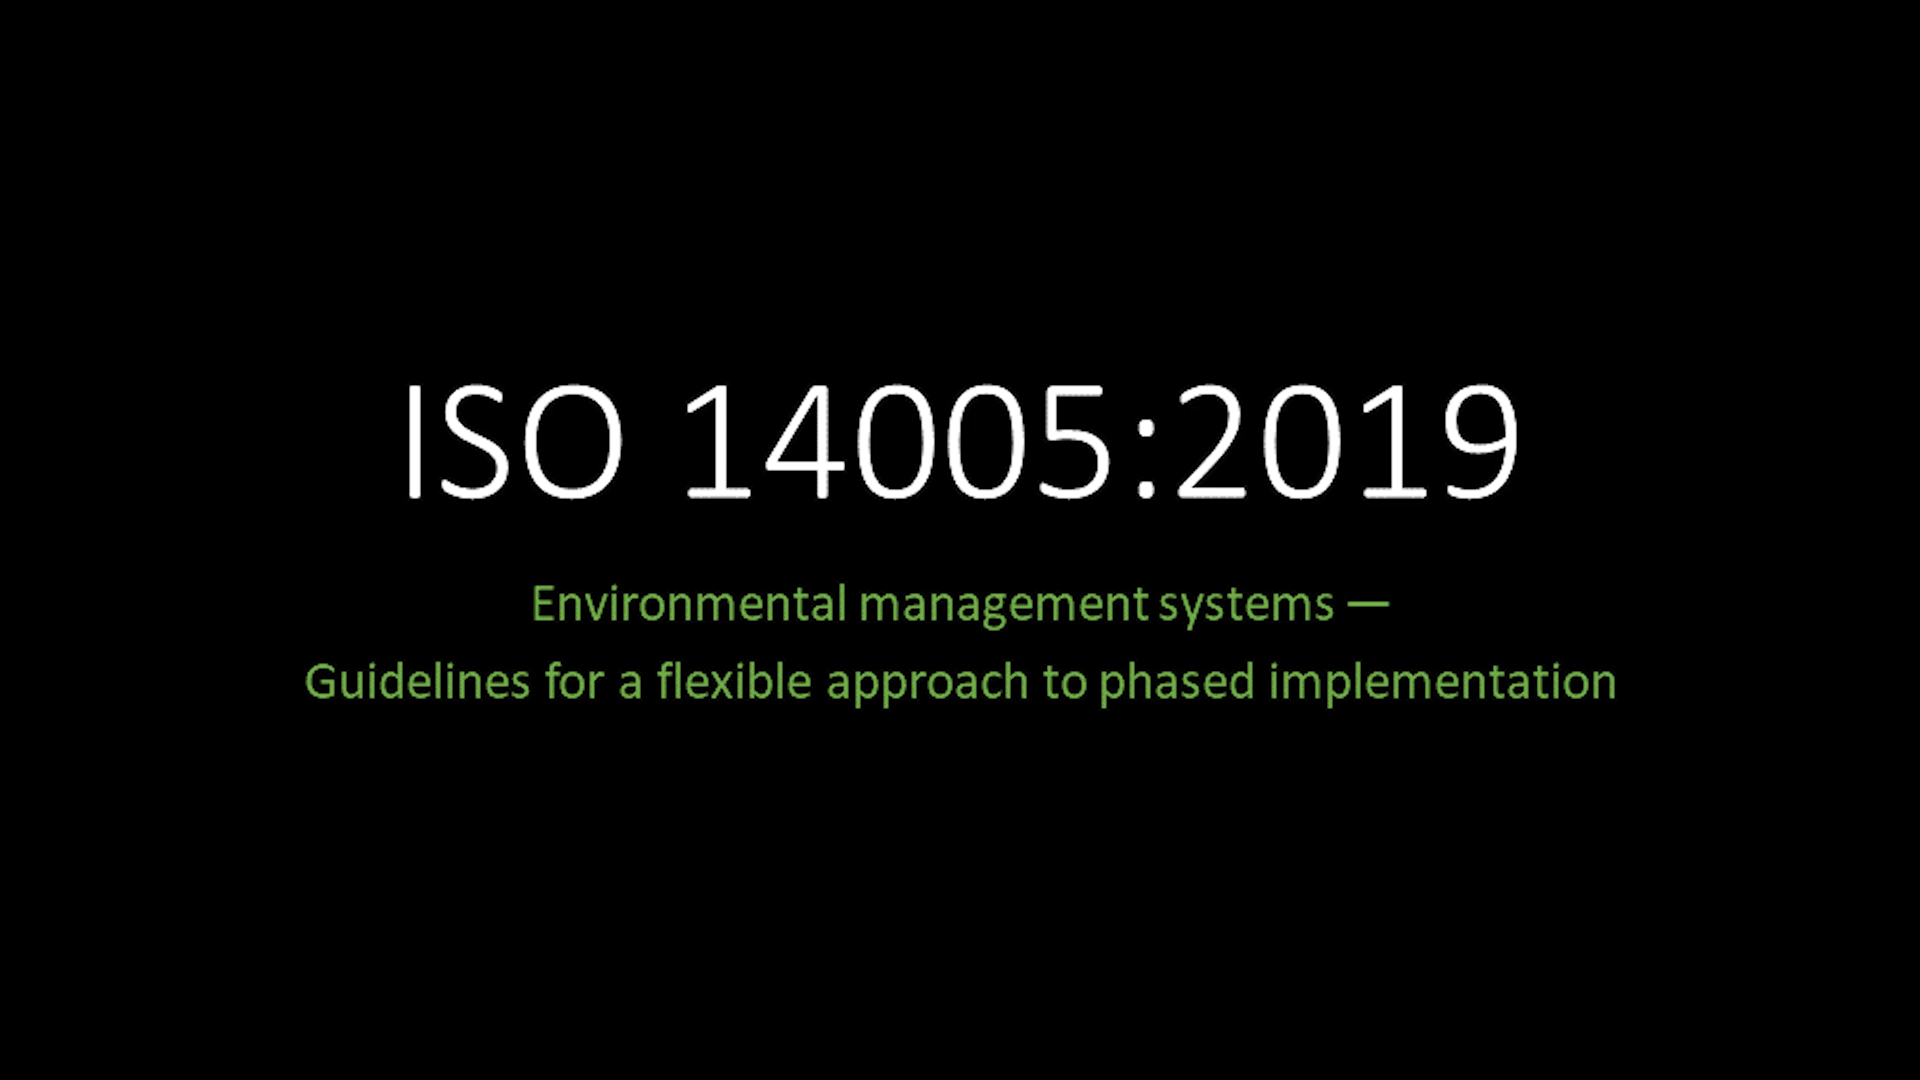 ISO 14005:2019
Environmental management systems —
Guidelines for a flexible approach to phased implementation